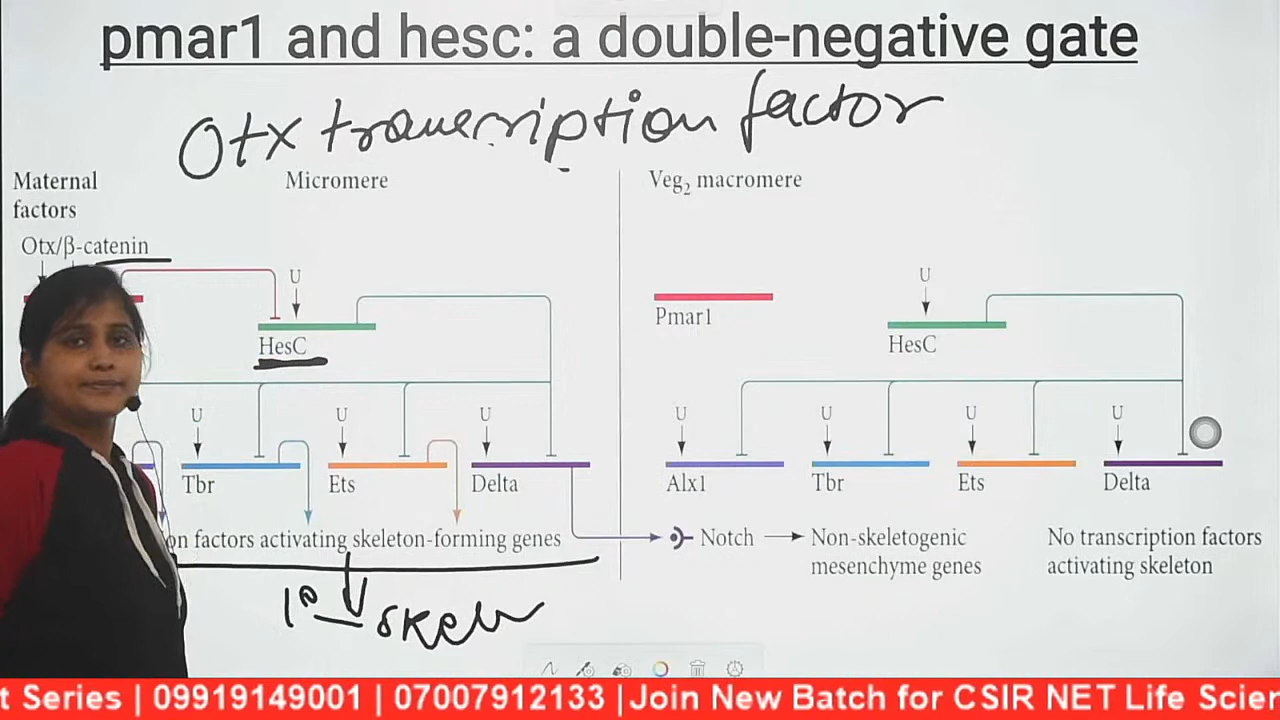 pmar1 and hesc: a double-negative gate
Otx transcription factor
Maternal
factors
Micromere
Veg₂ macromere
Otx/β-catenin
U
HesC
U
U
U
Tbr
Ets
Delta
on factors activating skeleton-forming genes
1°
Pmar1
U
HesC
U
U
U
U
Alx1
Tbr
Ets
Delta
Notch
Non-skeletogenic
mesenchyme genes
No transcription factors
activating skeleton
t Series | 09919149001 | 07007912133 |Join New Batch for CSIR NET Life Scien